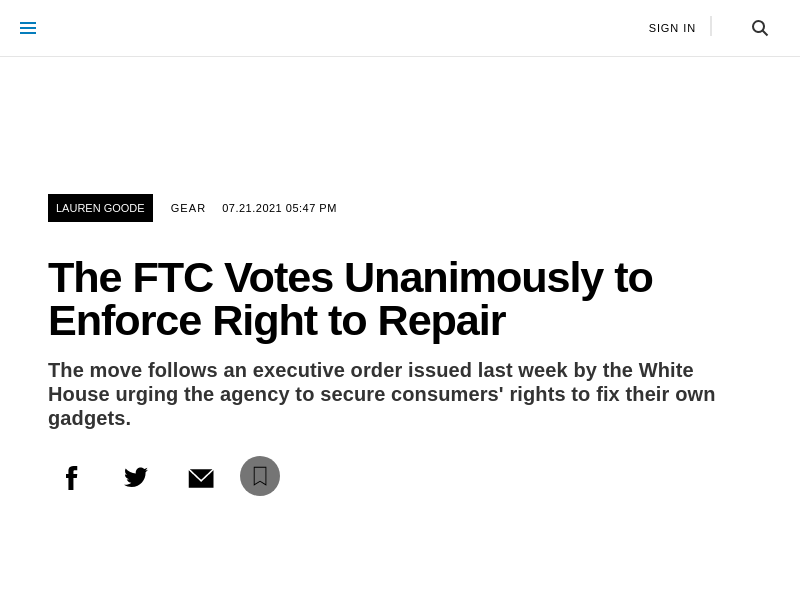 SIGN IN
LAUREN GOODE GEAR 07.21.2021 05:47 PM
The FTC Votes Unanimously to
Enforce Right to Repair
The move follows an executive order issued last week by the White
House urging the agency to secure consumers' rights to fix their own
gadgets.